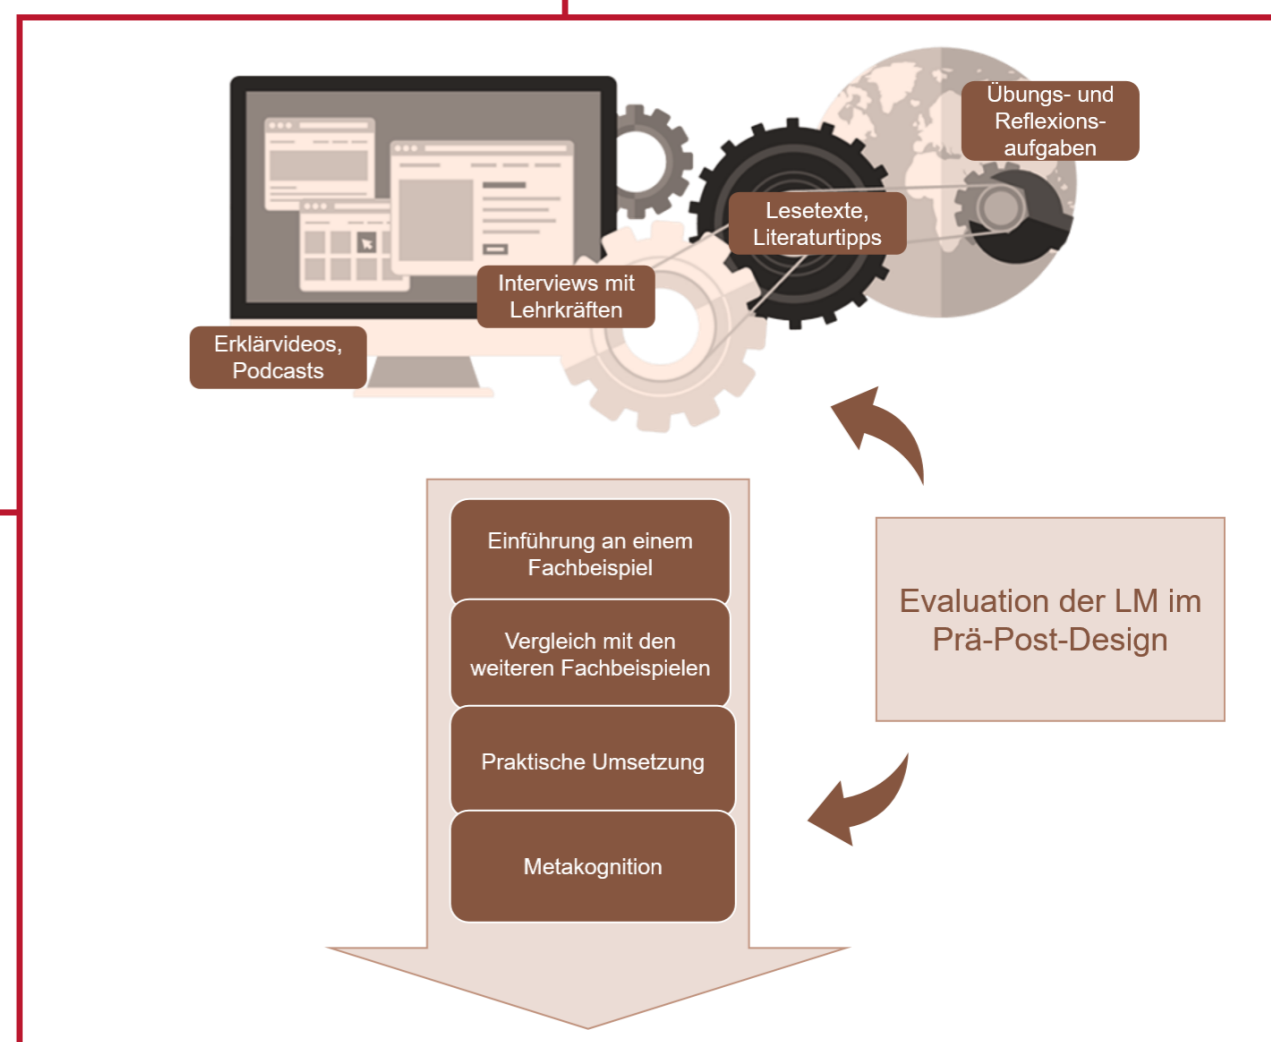 Übungs- und
Reflexions-
aufgaben
Lesetexte,
Literaturtipps
Interviews mit
Lehrkräften
Erklärvideos,
Podcasts
Einführung an einem
Fachbeispiel
Vergleich mit den
weiteren Fachbeispielen
Praktische Umsetzung
Metakognition
Evaluation der LM im
Prä-Post-Design